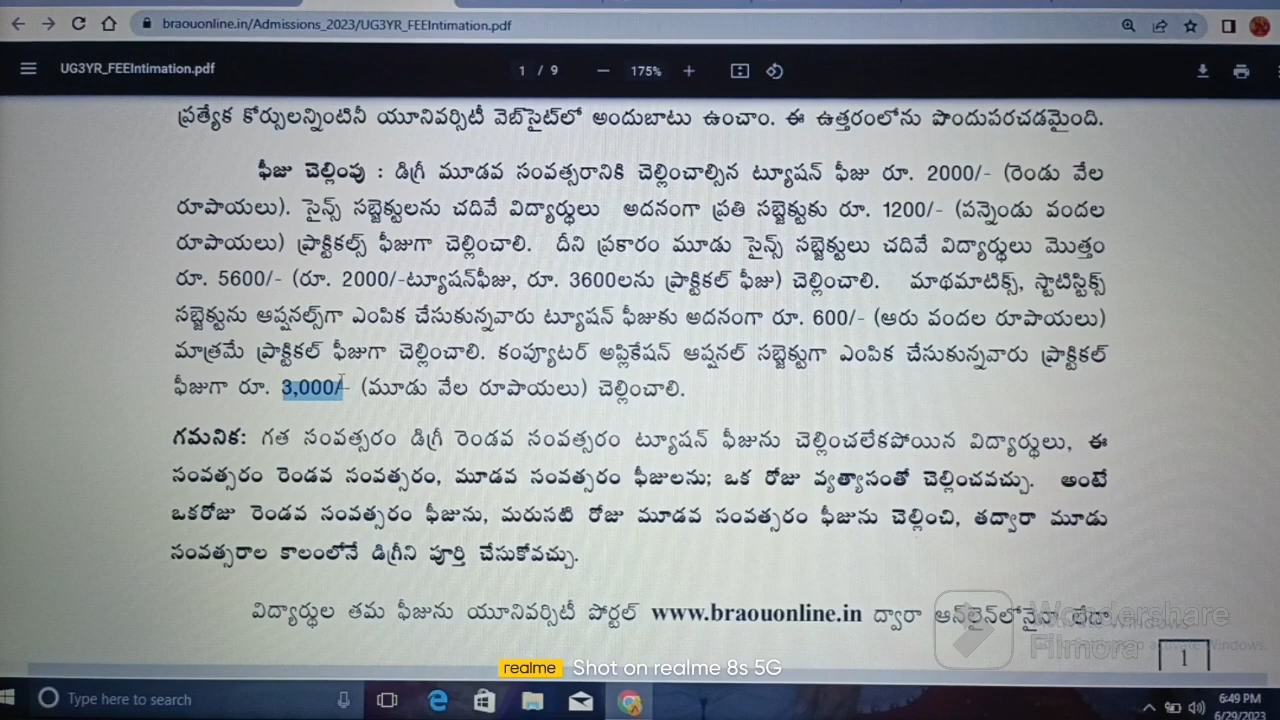 braouonline.in/Admissions_2023/UG3YR_FEEIntimation.pdf
UG3YR_FEEIntimation.pdf
1 / 9
175%
ప్రత్యేక కోర్సులన్నింటినీ యూనివర్సిటీ వెబ్‌సైట్‌లో అందుబాటు ఉంచాం. ఈ ఉత్తరంలోను పొందుపరచడమైంది.
ఫీజు చెల్లింపు : డిగ్రీ మూడవ సంవత్సరానికి చెల్లించాల్సిన ట్యూషన్ ఫీజు రూ. 2000/- (రెండు వేల
రూపాయలు). సైన్స్ సబ్జెక్టులను చదివే విద్యార్థులు అదనంగా ప్రతి సబ్జెక్టుకు రూ. 1200/- (పన్నెండు వందల
రూపాయలు) ప్రాక్టికల్స్ ఫీజుగా చెల్లించాలి. దీని ప్రకారం మూడు సైన్స్ సబ్జెక్టులు చదివే విద్యార్థులు మొత్తం
రూ. 5600/- (రూ. 2000/-ట్యూషన్‌ఫీజు, రూ. 3600లను ప్రాక్టికల్ ఫీజు) చెల్లించాలి. మాథమాటిక్స్, స్టాటిస్టిక్స్
సబ్జెక్టును ఆప్షనల్స్‌గా ఎంపిక చేసుకున్నవారు ట్యూషన్ ఫీజుకు అదనంగా రూ. 600/- (ఆరు వందల రూపాయలు)
మాత్రమే ప్రాక్టికల్ ఫీజుగా చెల్లించాలి. కంప్యూటర్ అప్లికేషన్ ఆప్షనల్ సబ్జెక్టుగా ఎంపిక చేసుకున్నవారు ప్రాక్టికల్
ఫీజుగా రూ. 3,000/- (మూడు వేల రూపాయలు) చెల్లించాలి.
గమనిక: గత సంవత్సరం డిగ్రీ రెండవ సంవత్సరం ట్యూషన్ ఫీజును చెల్లించలేకపోయిన విద్యార్థులు, ఈ
సంవత్సరం రెండవ సంవత్సరం, మూడవ సంవత్సరం ఫీజులను; ఒక రోజు వ్యత్యాసంతో చెల్లించవచ్చు. అంటే
ఒకరోజు రెండవ సంవత్సరం ఫీజును, మరుసటి రోజు మూడవ సంవత్సరం ఫీజును చెల్లించి, తద్వారా మూడు
సంవత్సరాల కాలంలోనే డిగ్రీని పూర్తి చేసుకోవచ్చు.
విద్యార్థుల తమ ఫీజును యూనివర్సిటీ పోర్టల్ www.braouonline.in ద్వారా ఆన్‌లైన్‌లోనైనా లేదా
Wondershare
Filmora
1
realme Shot on realme 8s 5G
Type here to search
6:49 PM
6/29/2023